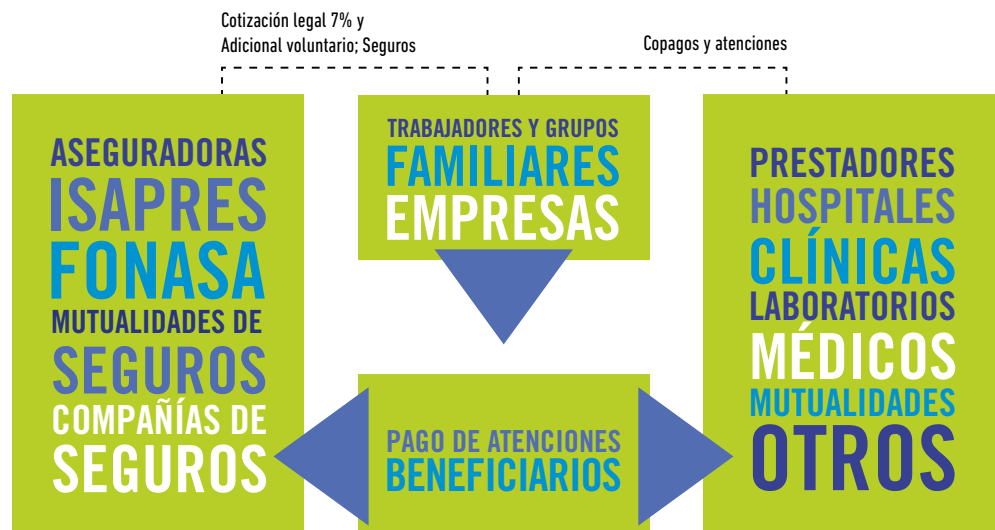 Cotización legal 7% y
Adicional voluntario; Seguros
Copagos y atenciones
ASEGURADORAS
ISAPRES
FONASA
MUTUALIDADES DE
SEGUROS
COMPAÑÍAS DE
SEGUROS
TRABAJADORES Y GRUPOS
FAMILIARES
EMPRESAS
PAGO DE ATENCIONES
BENEFICIARIOS
PRESTADORES
HOSPITALES
CLÍNICAS
LABORATORIOS
MÉDICOS
MUTUALIDADES
OTROS